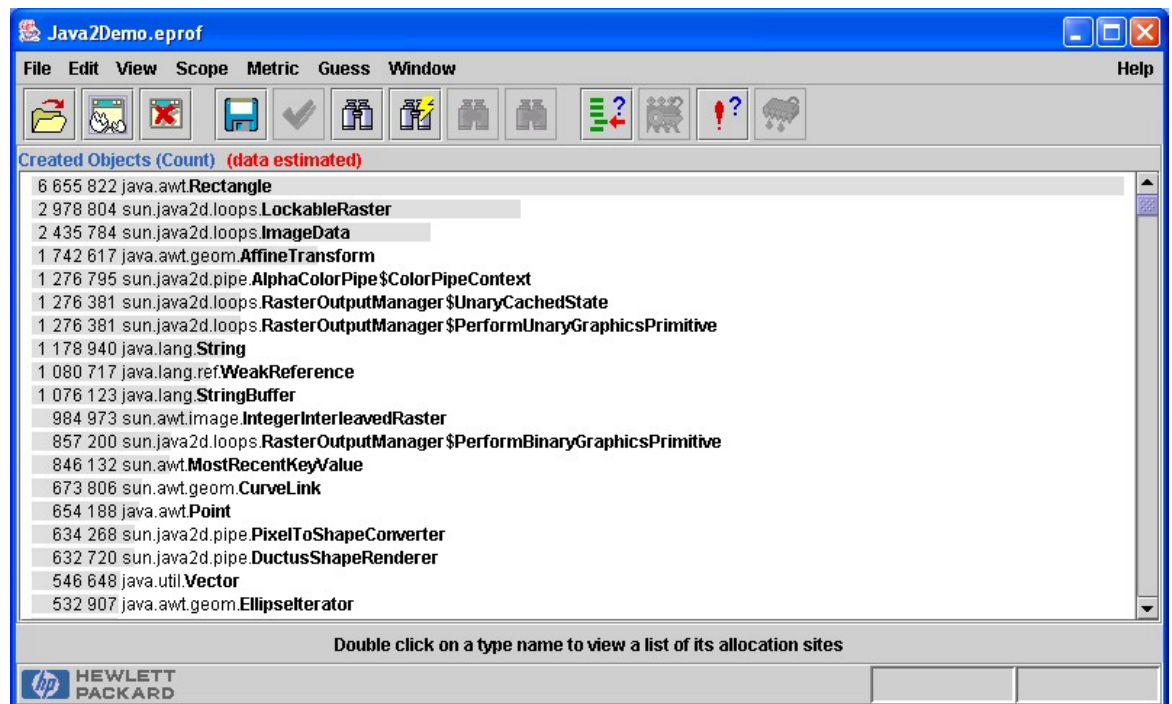 Java2Demo.eprof
File Edit View Scope Metric Guess Window Help
Created Objects (Count) (data estimated)
6 655 822 java.awt.Rectangle
2 978 804 sun.java2d.loops.LockableRaster
2 435 784 sun.java2d.loops.ImageData
1 742 617 java.awt.geom.AffineTransform
1 276 795 sun.java2d.pipe.AlphaColorPipe$ColorPipeContext
1 276 381 sun.java2d.loops.RasterOutputManager$UnaryCachedState
1 276 381 sun.java2d.loops.RasterOutputManager$PerformUnaryGraphicsPrimitive
1 178 940 java.lang.String
1 080 717 java.lang.ref.WeakReference
1 076 123 java.lang.StringBuffer
984 973 sun.awt.image.IntegerInterleavedRaster
857 200 sun.java2d.loops.RasterOutputManager$PerformBinaryGraphicsPrimitive
846 132 sun.awt.MostRecentKeyValue
673 806 sun.awt.geom.CurveLink
654 188 java.awt.Point
634 268 sun.java2d.pipe.PixelToShapeConverter
632 720 sun.java2d.pipe.DuctusShapeRenderer
546 648 java.util.Vector
532 907 java.awt.geom.EllipseIterator
Double click on a type name to view a list of its allocation sites
hp HEWLETT
PACKARD